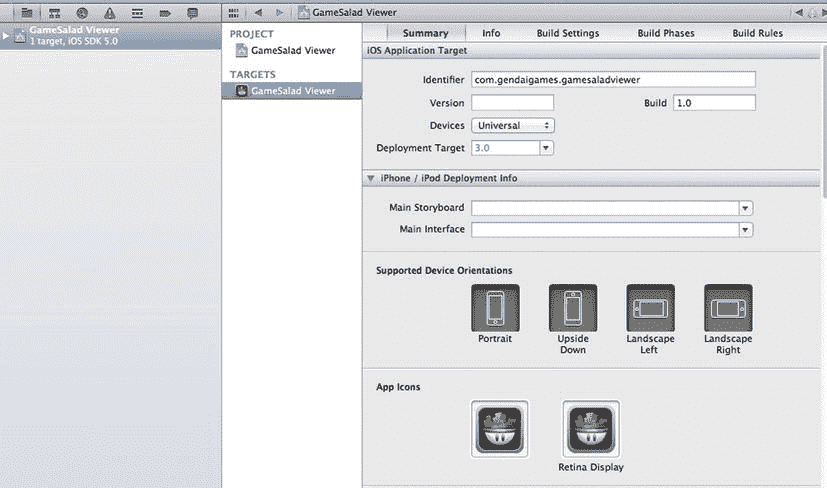 GameSalad Viewer
GameSalad Viewer
1 target, iOS SDK 5.0
PROJECT
GameSalad Viewer
TARGETS
GameSalad Viewer
Summary Info Build Settings Build Phases Build Rules
iOS Application Target
Identifier com.gendaigames.gamesaladviewer
Version Build 1.0
Devices Universal
Deployment Target 3.0
iPhone / iPod Deployment Info
Main Storyboard
Main Interface
Supported Device Orientations
Portrait Upside Down Landscape Left Landscape Right
App Icons
Retina Display